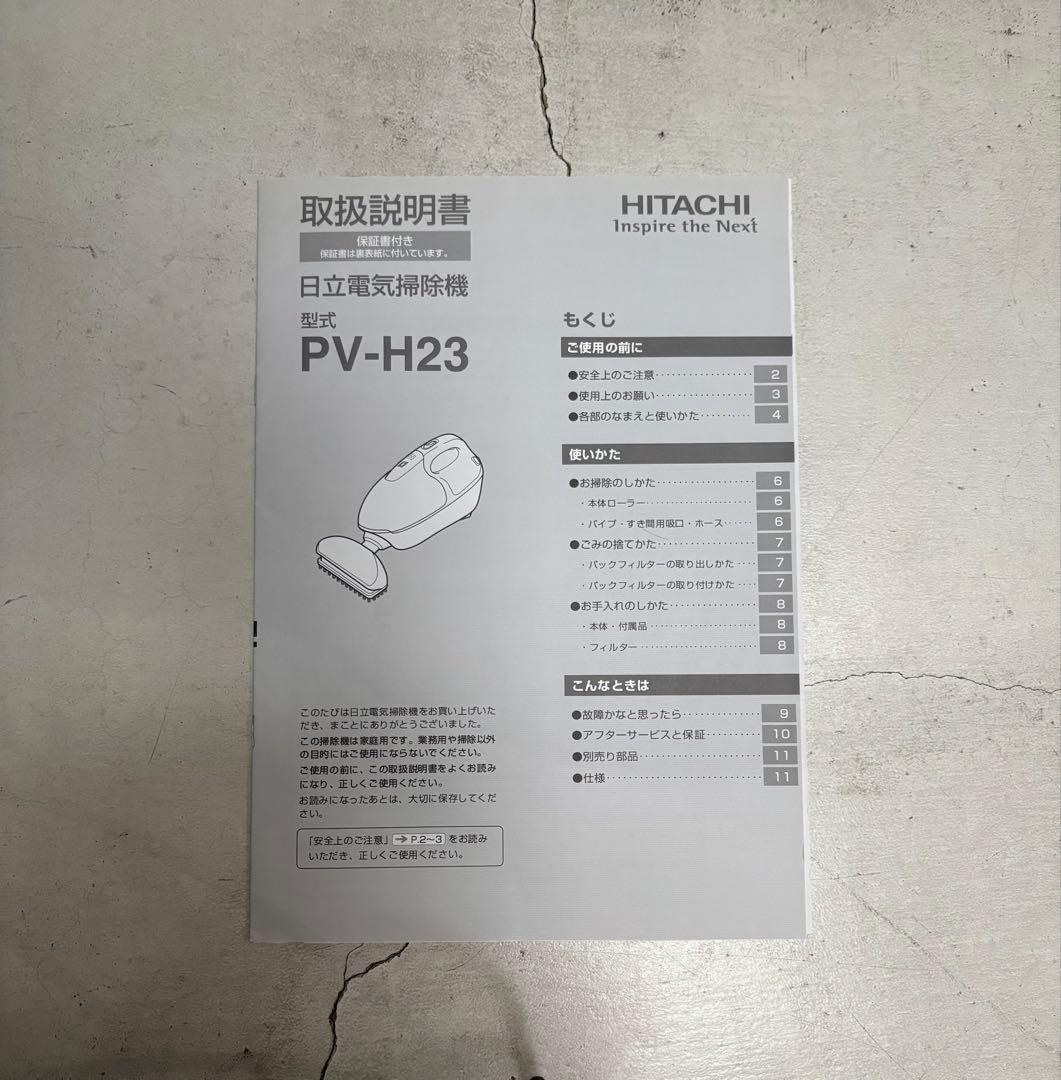 取扱説明書
保証書付き
保証書は裏表紙に付いています。
日立電気掃除機
型式
PV-H23
このたびは日立電気掃除機をお買い上げいた
だき、まことにありがとうございました。
この掃除機は家庭用です。業務用や掃除以外
の目的にはご使用にならないでください。
ご使用の前に、この取扱説明書をよくお読み
になり、正しくご使用ください。
お読みになったあとは、大切に保存してくだ
さい。
「安全上のご注意」 → P.2~3 をお読み
いただき、正しくご使用ください。
HITACHI
Inspire the Next
もくじ
ご使用の前に
●安全上のご注意・・・・・・・・・・・・・・・・・・ 2
●使用上のお願い・・・・・・・・・・・・・・・・・・ 3
●各部のなまえと使いかた・・・・・・・・・・ 4
使いかた
●お掃除のしかた・・・・・・・・・・・・・・・・・・ 6
・本体ローラー・・・・・・・・・・・・・・・・・・・・ 6
・パイプ・すき間用吸口・ホース・・・・・・ 6
●ごみの捨てかた・・・・・・・・・・・・・・・・・・ 7
・パックフィルターの取り出しかた・・・・ 7
・パックフィルターの取り付けかた・・・・ 7
●お手入れのしかた・・・・・・・・・・・・・・・・ 8
・本体・付属品・・・・・・・・・・・・・・・・・・・・ 8
・フィルター・・・・・・・・・・・・・・・・・・・・・・ 8
こんなときは
●故障かなと思ったら・・・・・・・・・・・・・・ 9
●アフターサービスと保証・・・・・・・・・・ 10
●別売り部品・・・・・・・・・・・・・・・・・・・・・・ 11
●仕様・・・・・・・・・・・・・・・・・・・・・・・・・・・・ 11